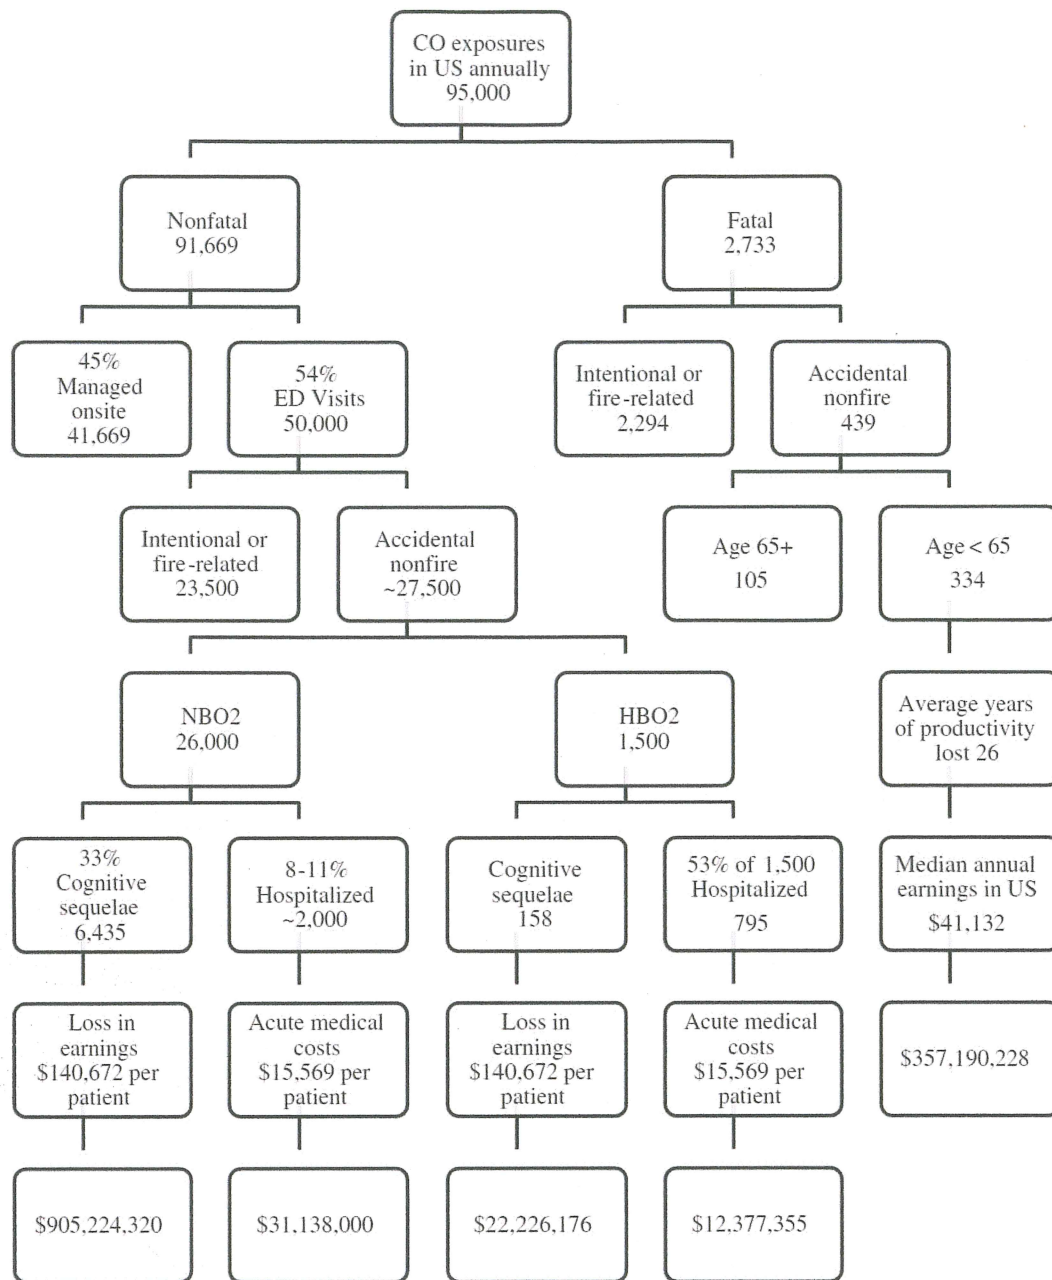 CO exposures
in US annually
95,000
Nonfatal
91,669
Fatal
2,733
45%
Managed
onsite
41,669
54%
ED Visits
50,000
Intentional or
fire-related
2,294
Accidental
nonfire
439
Intentional or
fire-related
23,500
Accidental
nonfire
~27,500
Age 65+
105
Age < 65
334
NBO2
26,000
HBO2
1,500
Average years
of productivity
lost 26
33%
Cognitive
sequelae
6,435
8-11%
Hospitalized
~2,000
Cognitive
sequelae
158
53% of 1,500
Hospitalized
795
Median annual
earnings in US
$41,132
Loss in
earnings
$140,672 per
patient
Acute medical
costs
$15,569 per
patient
Loss in
earnings
$140,672 per
patient
Acute medical
costs
$15,569 per
patient
$357,190,228
$905,224,320
$31,138,000
$22,226,176
$12,377,355